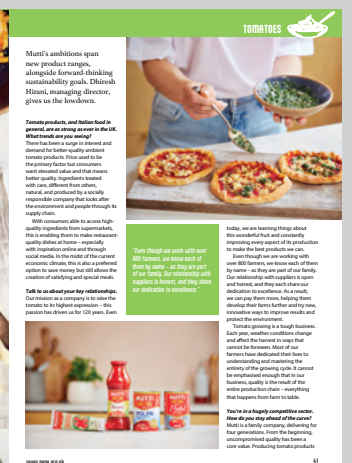 TOMATOES
Mutti's ambitions span
new product ranges,
alongside forward-thinking
sustainability goals. Dhiresh
Hirani, managing director,
gives us the lowdown.
Tomato products, and Italian food in
general, are as strong as ever in the UK.
What trends are you seeing?
There has been a surge in interest and
demand for better-quality ambient
tomato products. Price used to be
the primary factor but consumers
want elevated value and that means
better quality. Ingredients treated
with care, different from others,
natural, and produced by a socially
responsible company that looks after
the environment and people through its
supply chain.
With consumers able to access high-
quality ingredients from supermarkets,
this is enabling them to make restaurant-
quality dishes at home – especially
with inspiration online and through
social media. In the midst of the current
economic climate, this is also a preferred
option to save money but still allows the
creation of satisfying and special meals.
Talk to us about your key relationships.
Our mission as a company is to raise the
tomato to its highest expression – this
passion has driven us for 120 years. Even
"Even though we work with over
800 farmers, we know each of
them by name – as they are part
of our family. Our relationship with
suppliers is honest, and they share
our dedication to excellence."
today, we are learning things about
this wonderful fruit and constantly
improving every aspect of its production
to make the best products we can.
Even though we are working with
over 800 farmers, we know each of them
by name – as they are part of our family.
Our relationship with suppliers is open
and honest, and they each share our
dedication to excellence. As a result,
we can pay them more, helping them
develop their farms further and try new,
innovative ways to improve results and
protect the environment.
Tomato growing is a tough business.
Each year, weather conditions change
and affect the harvest in ways that
cannot be foreseen. Most of our
farmers have dedicated their lives to
understanding and mastering the
entirety of the growing cycle. It cannot
be emphasised enough that in our
business, quality is the result of the
entire production chain – everything
that happens from farm to table.
You're in a hugely competitive sector.
How do you stay ahead of the curve?
Mutti is a family company, delivering for
four generations. From the beginning,
uncompromised quality has been a
core value. Producing tomato products
MUTTI
MUTTI
POLPA
MUTTI
41